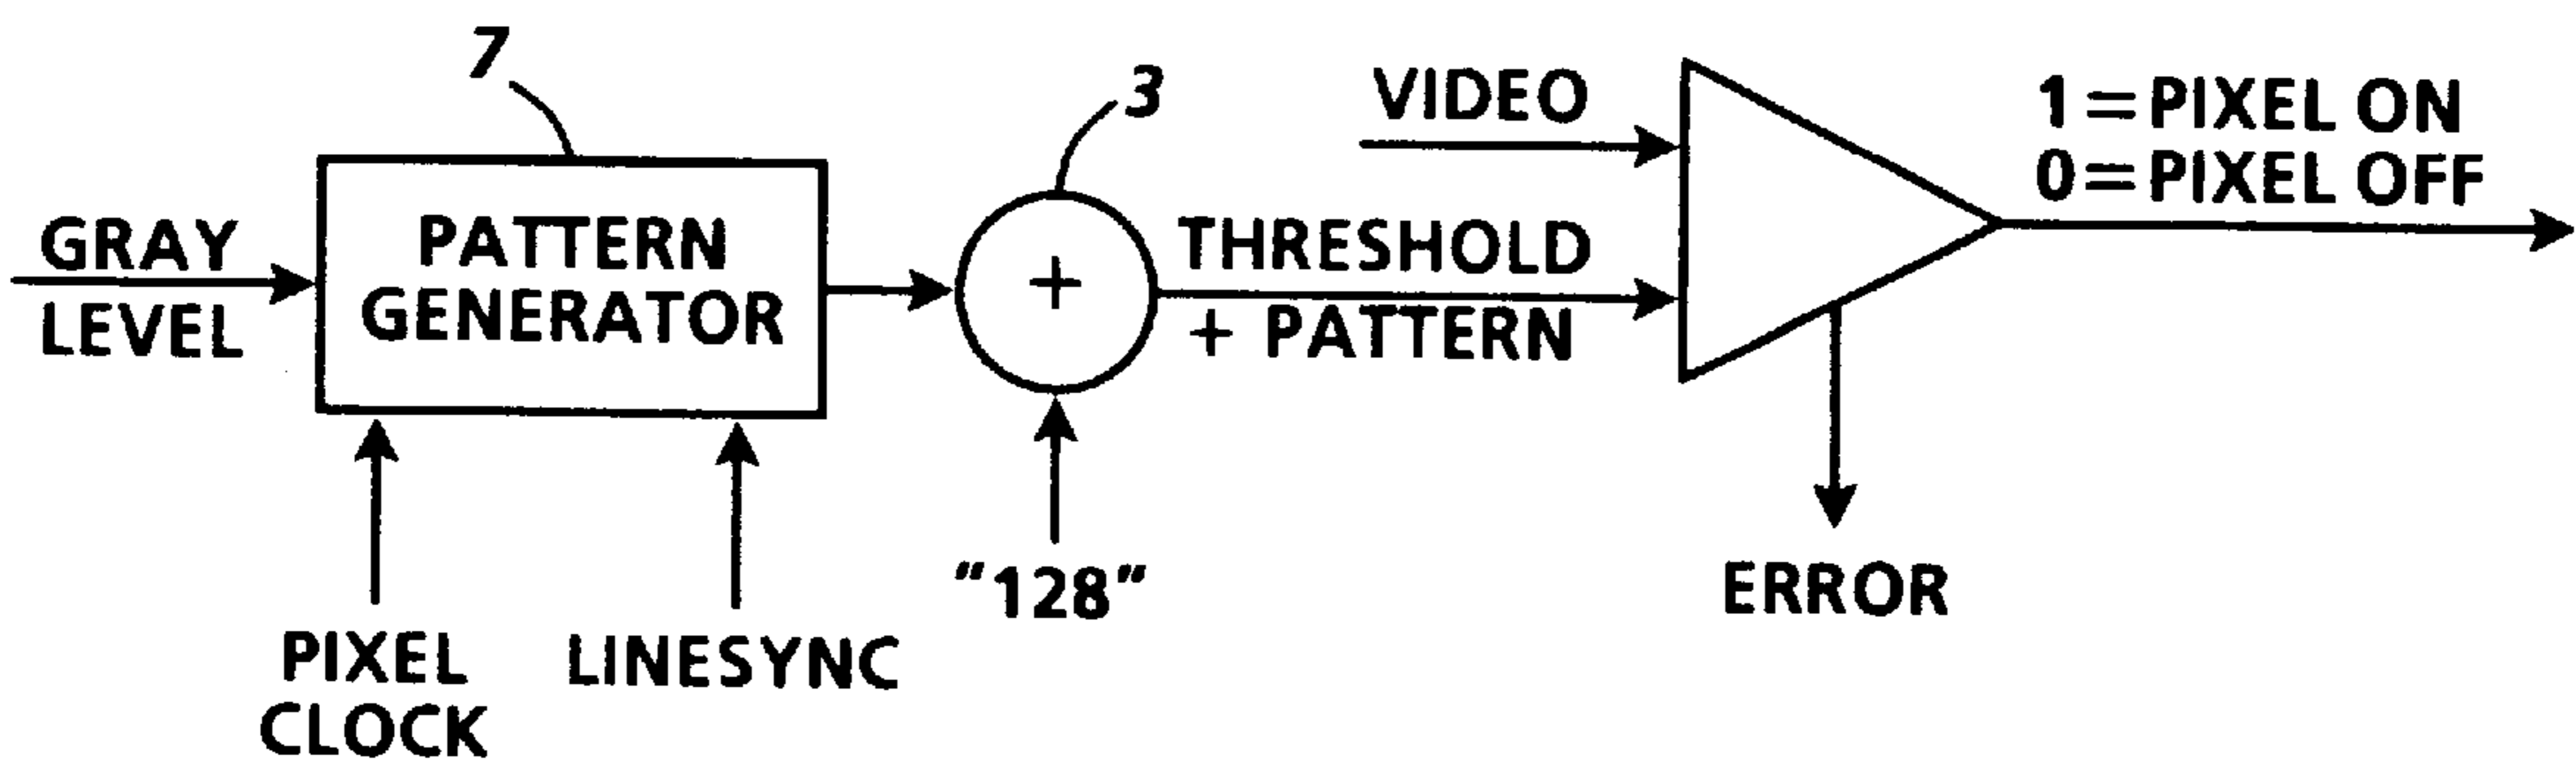 7
3
VIDEO
1=PIXEL ON
0=PIXEL OFF
GRAY
LEVEL
PATTERN
GENERATOR
+
THRESHOLD
+ PATTERN
"128"
ERROR
PIXEL
CLOCK
LINESYNC